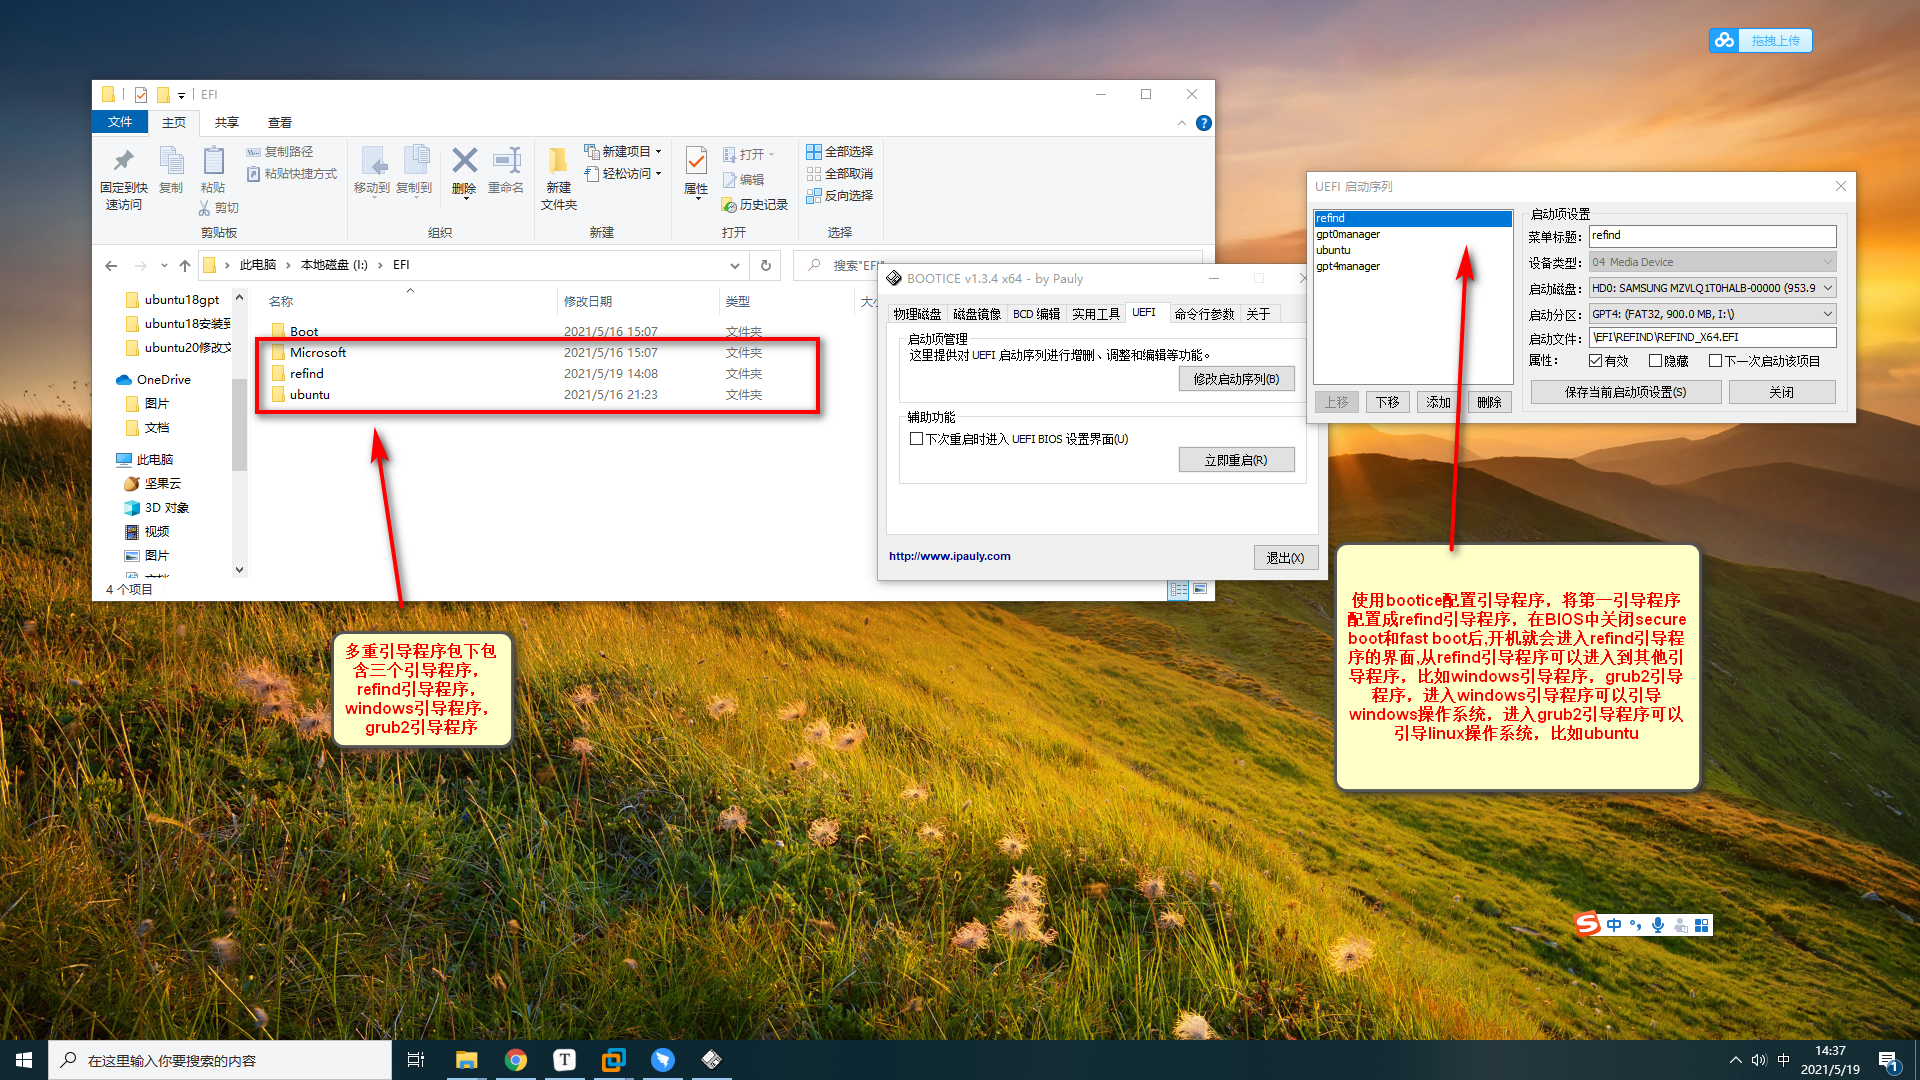 拖拽上传
EFI
文件
主页
共享
查看
固定到快
速访问
复制
粘贴
复制路径
粘贴快捷方式
剪切
剪贴板
移动到
复制到
删除
重命名
组织
新建
文件夹
新建项目
轻松访问
新建
属性
打开
编辑
历史记录
打开
全部选择
全部取消
反向选择
选择
此电脑 › 本地磁盘 (I:) › EFI
搜索"EFI"
ubuntu18gpt
ubuntu18安装到
ubuntu20修改文
OneDrive
图片
文档
此电脑
坚果云
3D 对象
视频
图片
名称 修改日期 类型
Boot 2021/5/16 15:07 文件夹
Microsoft 2021/5/16 15:07 文件夹
refind 2021/5/19 14:08 文件夹
ubuntu 2021/5/16 21:23 文件夹
4 个项目
BOOTICE v1.3.4 x64 - by Pauly
物理磁盘 磁盘镜像 BCD 编辑 实用工具 UEFI 命令行参数 关于
启动项管理
这里提供对 UEFI 启动序列进行增删、调整和编辑等功能。
修改启动序列(B)
辅助功能
下次重启时进入 UEFI BIOS 设置界面(U)
立即重启(R)
http://www.ipauly.com
退出(X)
UEFI 启动序列
refind
gpt0manager
ubuntu
gpt4manager
上移 下移 添加 删除
启动项设置
菜单标题: refind
设备类型: 04 Media Device
启动磁盘: HD0: SAMSUNG MZVLQ1T0HALB-00000 (953.9
启动分区: GPT4: (FAT32, 900.0 MB, I:\)
启动文件: \EFI\REFIND\REFIND_X64.EFI
属性: 有效 隐藏 下一次启动该项目
保存当前启动项设置(S) 关闭
多重引导程序包下包
含三个引导程序，
refind引导程序，
windows引导程序，
grub2引导程序
使用bootice配置引导程序，将第一引导程序
配置成refind引导程序，在BIOS中关闭secure
boot和fast boot后,开机就会进入refind引导程
序的界面,从refind引导程序可以进入到其他引
导程序，比如windows引导程序，grub2引导
程序，进入windows引导程序可以引导
windows操作系统，进入grub2引导程序可以
引导linux操作系统，比如ubuntu
S 中
在这里输入你要搜索的内容
T
中
14:37
2021/5/19
1